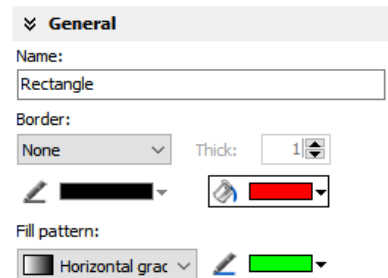 General
Name:
Rectangle
Border:
None Thick: 1
Fill pattern:
Horizontal grac